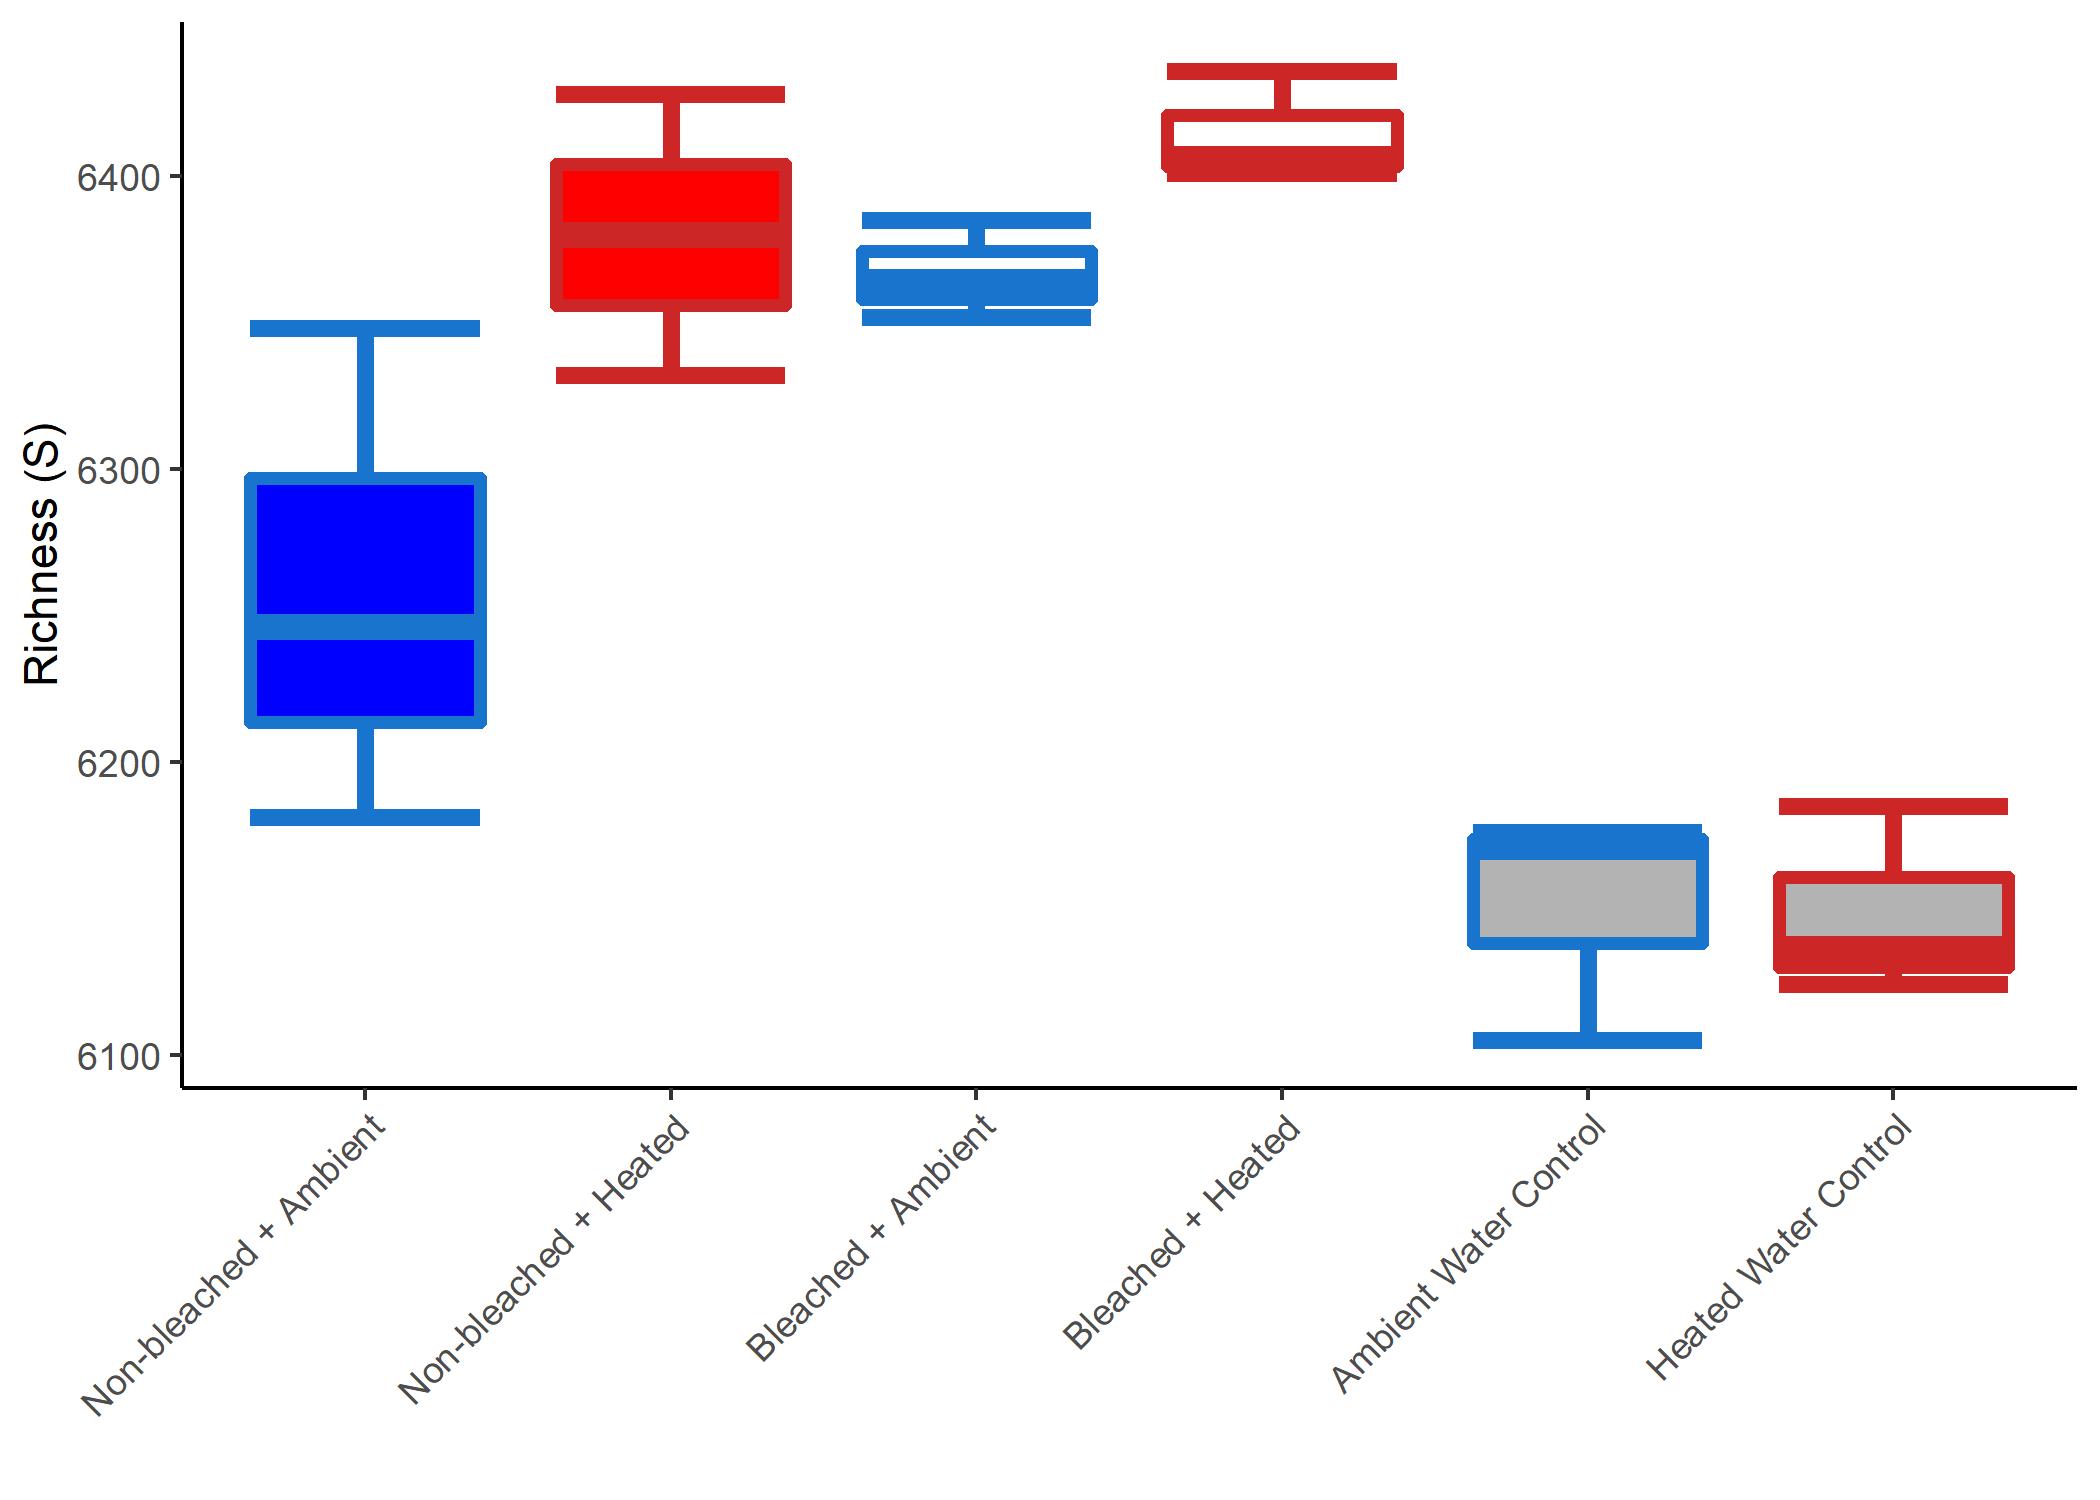 Richness (S)
6400
6300
6200
6100
Non-bleached + Ambient
Non-bleached + Heated
Bleached + Ambient
Bleached + Heated
Ambient Water Control
Heated Water Control